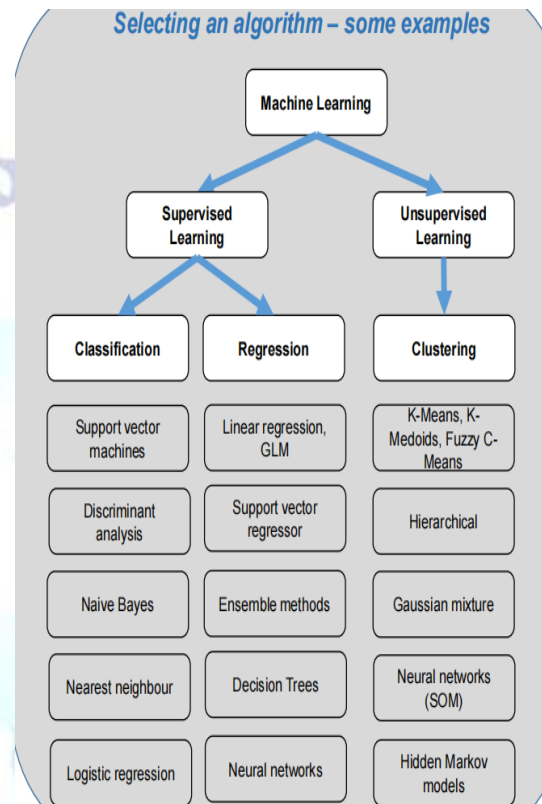 Selecting an algorithm – some examples
Machine Learning
Supervised
Learning
Unsupervised
Learning
Classification
Regression
Clustering
Support vector
machines
Linear regression,
GLM
K-Means, K-
Medoids, Fuzzy C-
Means
Discriminant
analysis
Support vector
regressor
Hierarchical
Naive Bayes
Ensemble methods
Gaussian mixture
Nearest neighbour
Decision Trees
Neural networks
(SOM)
Logistic regression
Neural networks
Hidden Markov
models